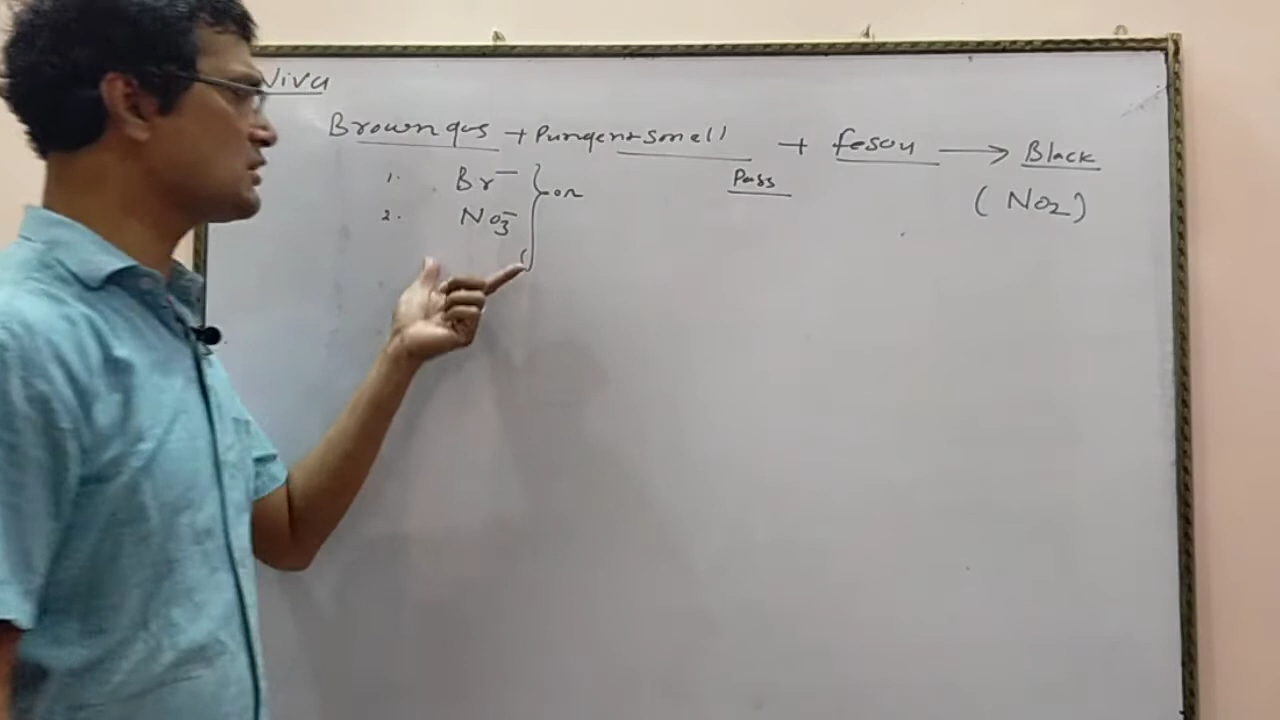 Viva
Brown gas + Pungent smell + feso4 → Black
1. Br⁻ } or Pass
2. NO3⁻ (NO2)